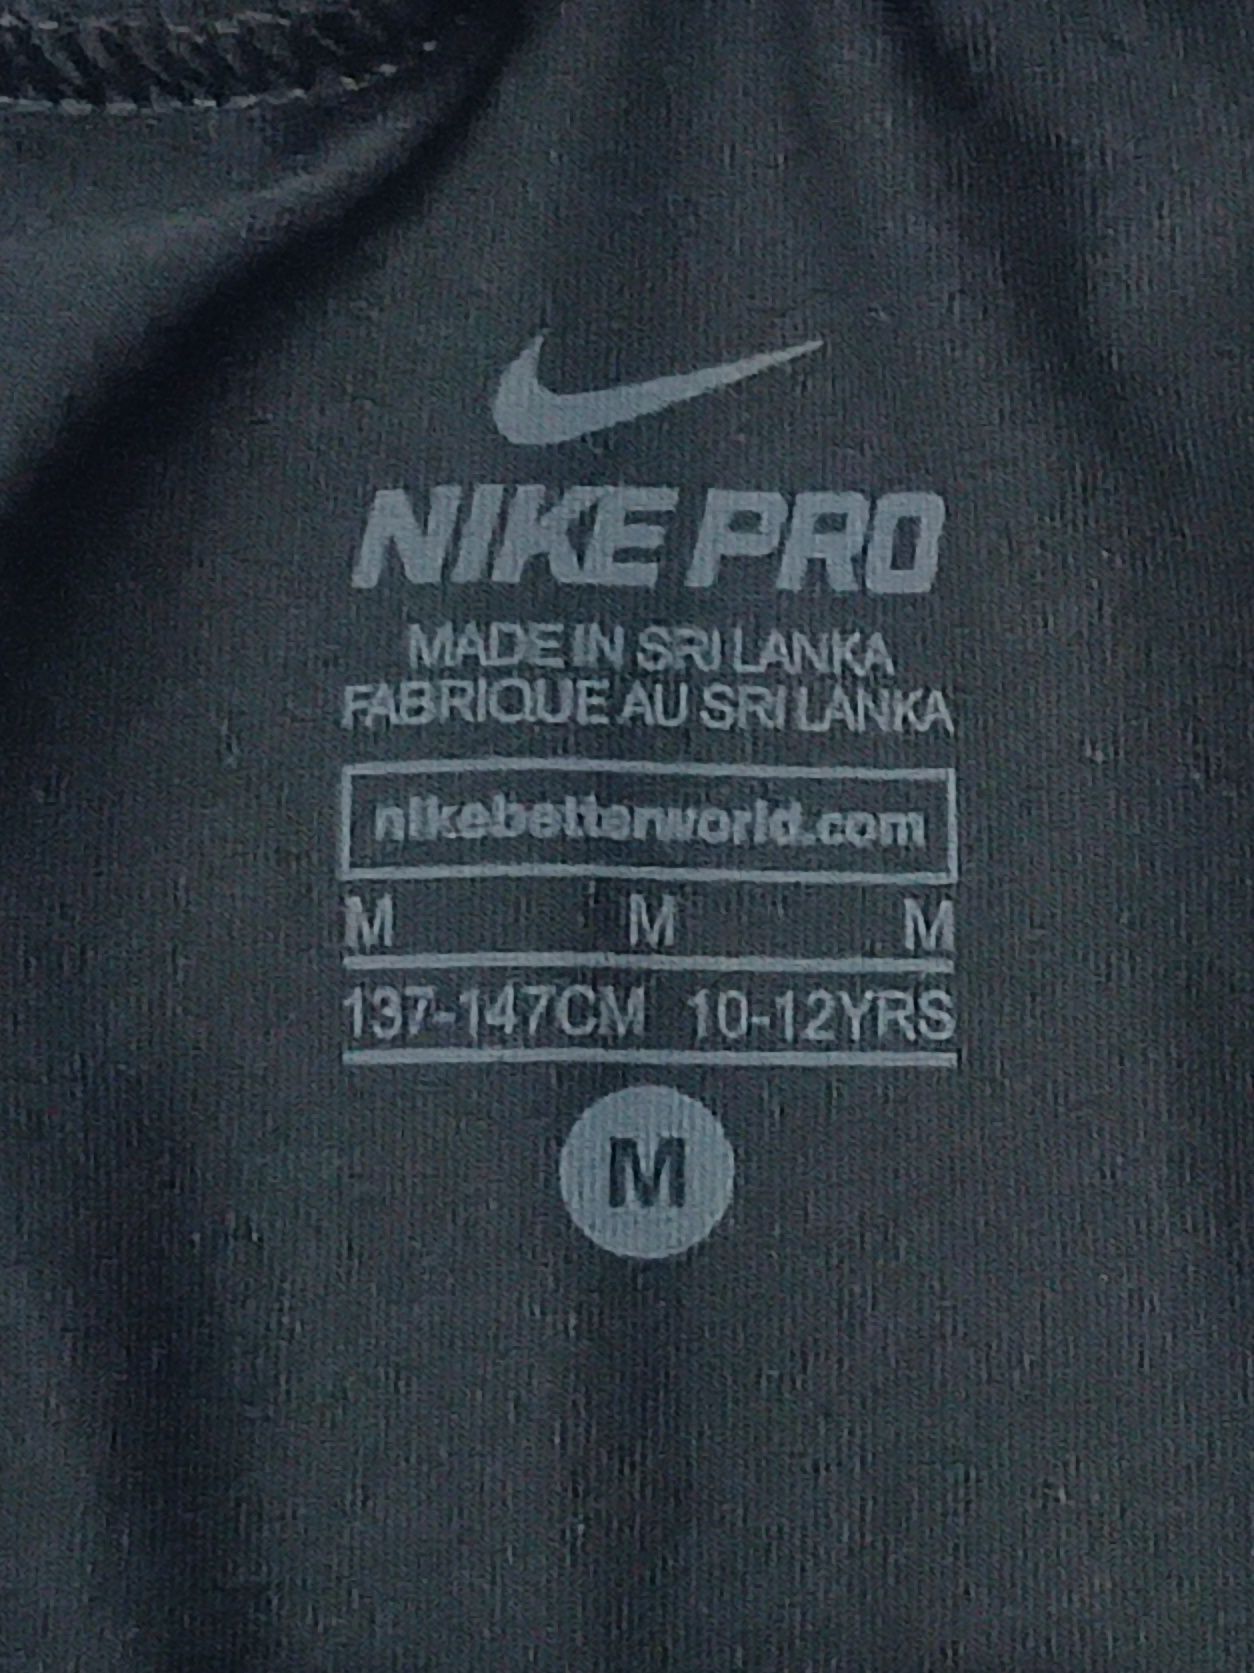 NIKE PRO
MADE IN SRI LANKA
FABRIQUE AU SRI LANKA
nikebetterworld.com
M M M
137-147CM 10-12YRS
M